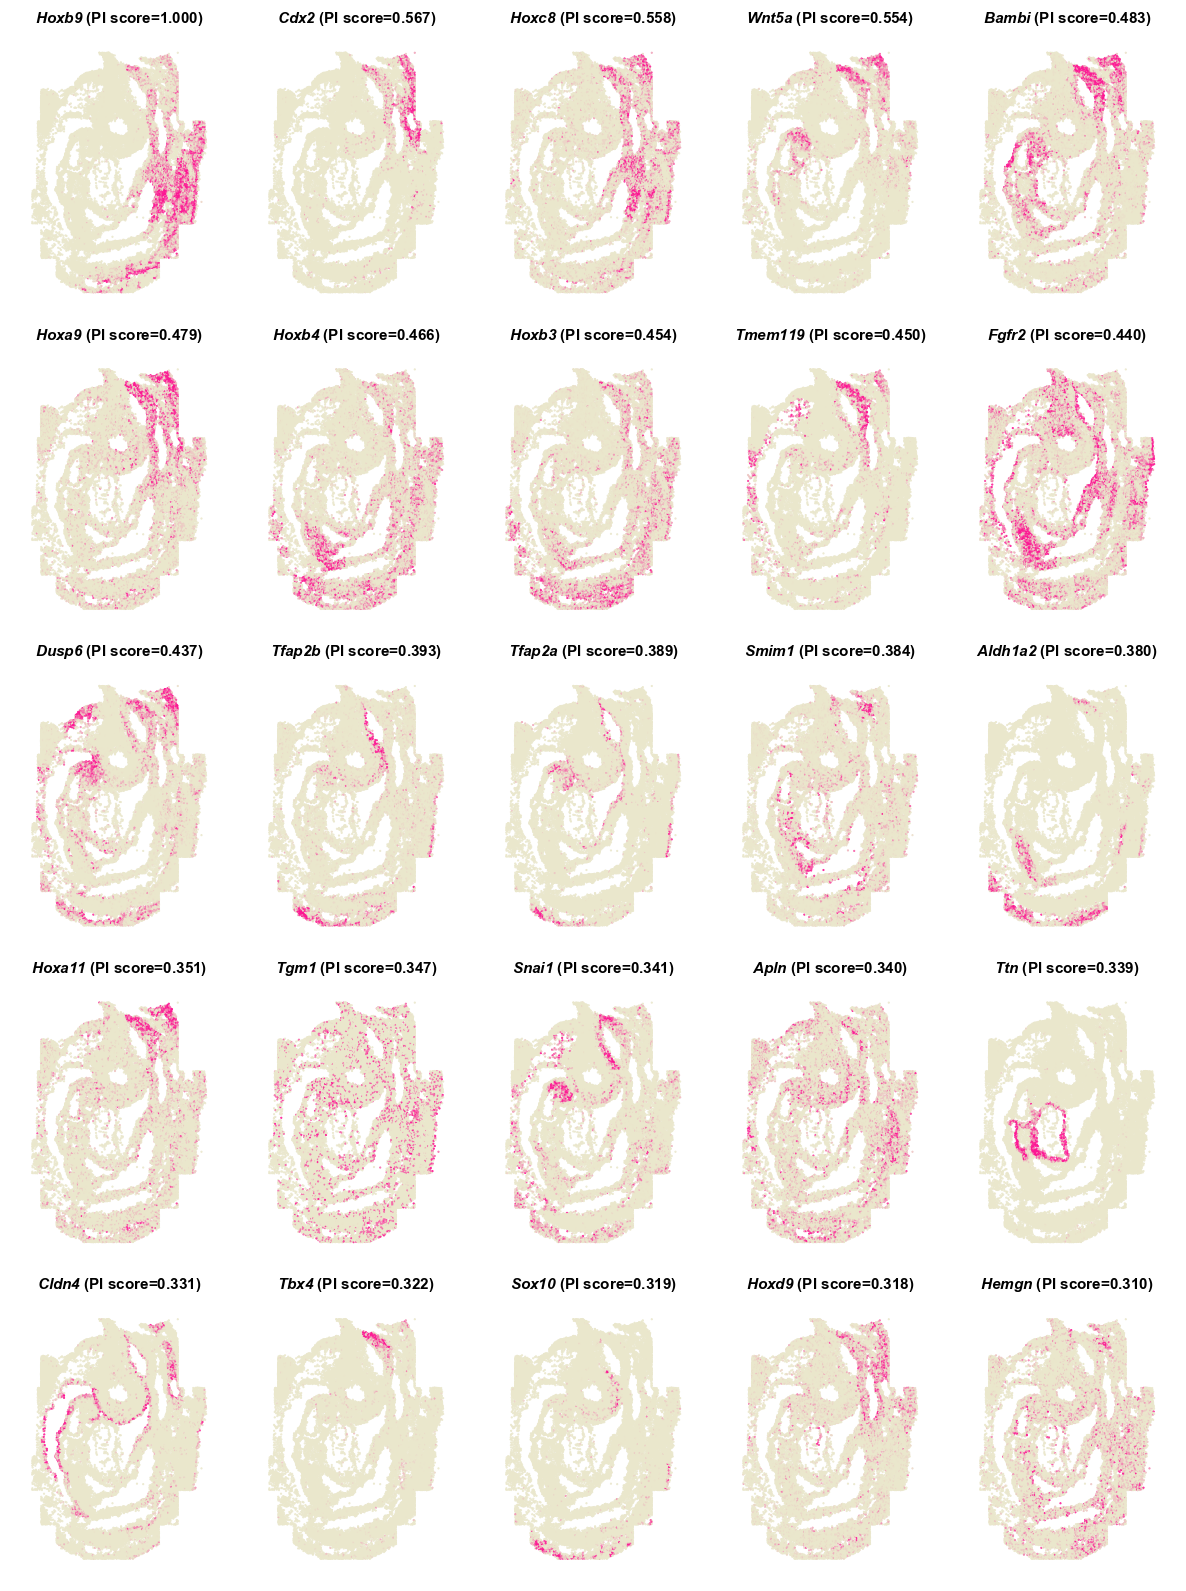 Hoxb9 (PI score=1.000) Cdx2 (PI score=0.567) Hoxc8 (PI score=0.558) Wnt5a (PI score=0.554) Bambi (PI score=0.483)
Hoxa9 (PI score=0.479) Hoxb4 (PI score=0.466) Hoxb3 (PI score=0.454) Tmem119 (PI score=0.450) Fgfr2 (PI score=0.440)
Dusp6 (PI score=0.437) Tfap2b (PI score=0.393) Tfap2a (PI score=0.389) Smim1 (PI score=0.384) Aldh1a2 (PI score=0.380)
Hoxa11 (PI score=0.351) Tgm1 (PI score=0.347) Snai1 (PI score=0.341) Apln (PI score=0.340) Ttn (PI score=0.339)
Cldn4 (PI score=0.331) Tbx4 (PI score=0.322) Sox10 (PI score=0.319) Hoxd9 (PI score=0.318) Hemgn (PI score=0.310)